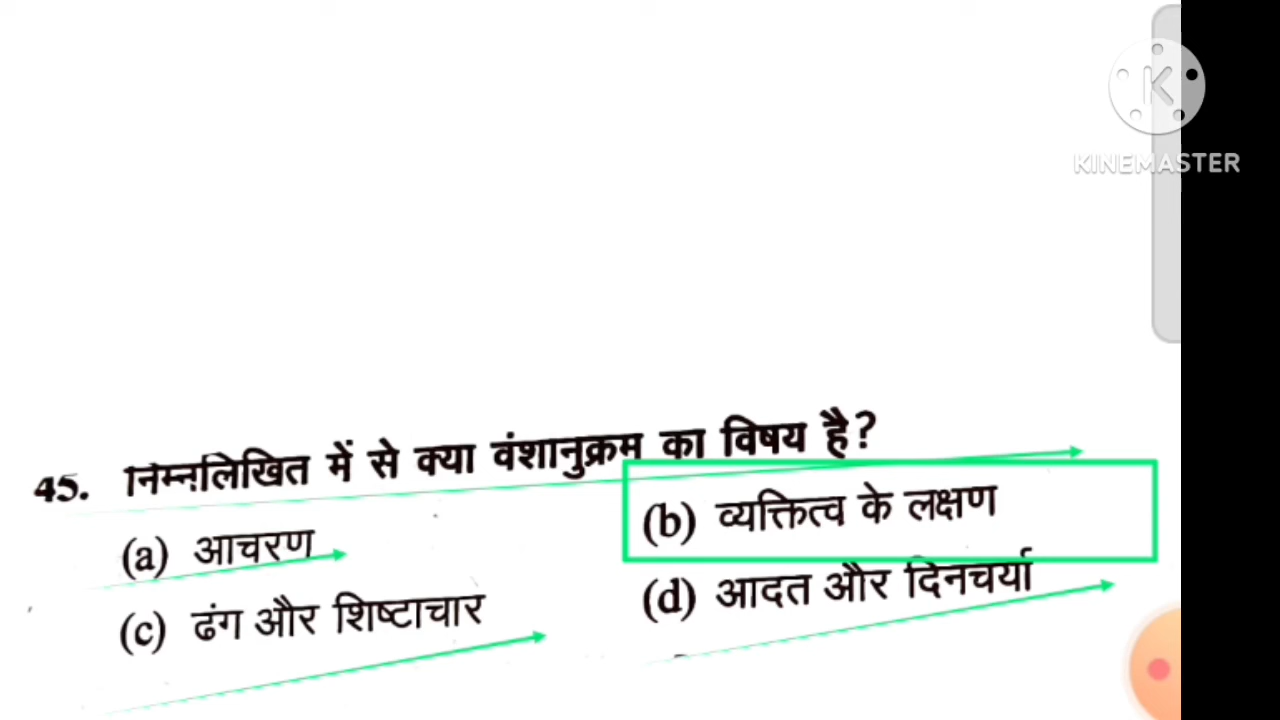 KINEMASTER
45. निम्नलिखित में से क्या वंशानुक्रम का विषय है?
(a) आचरण
(b) व्यक्तित्व के लक्षण
(c) ढंग और शिष्टाचार
(d) आदत और दिनचर्या